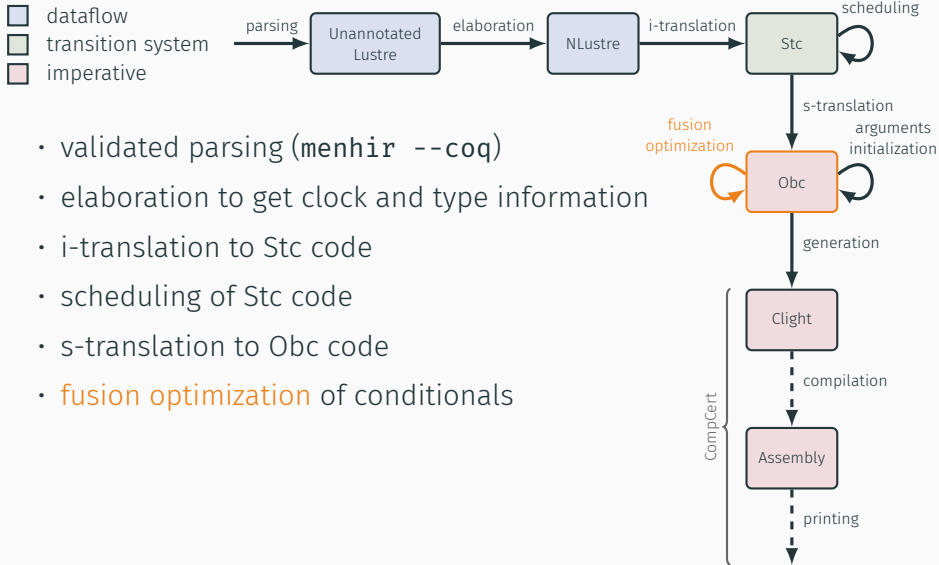 dataflow
transition system
imperative
parsing
Unannotated
Lustre
elaboration
NLustre
i-translation
Stc
scheduling
s-translation
fusion
optimization
arguments
initialization
Obc
generation
Clight
compilation
CompCert
Assembly
printing
• validated parsing (menhir --coq)
• elaboration to get clock and type information
• i-translation to Stc code
• scheduling of Stc code
• s-translation to Obc code
• fusion optimization of conditionals